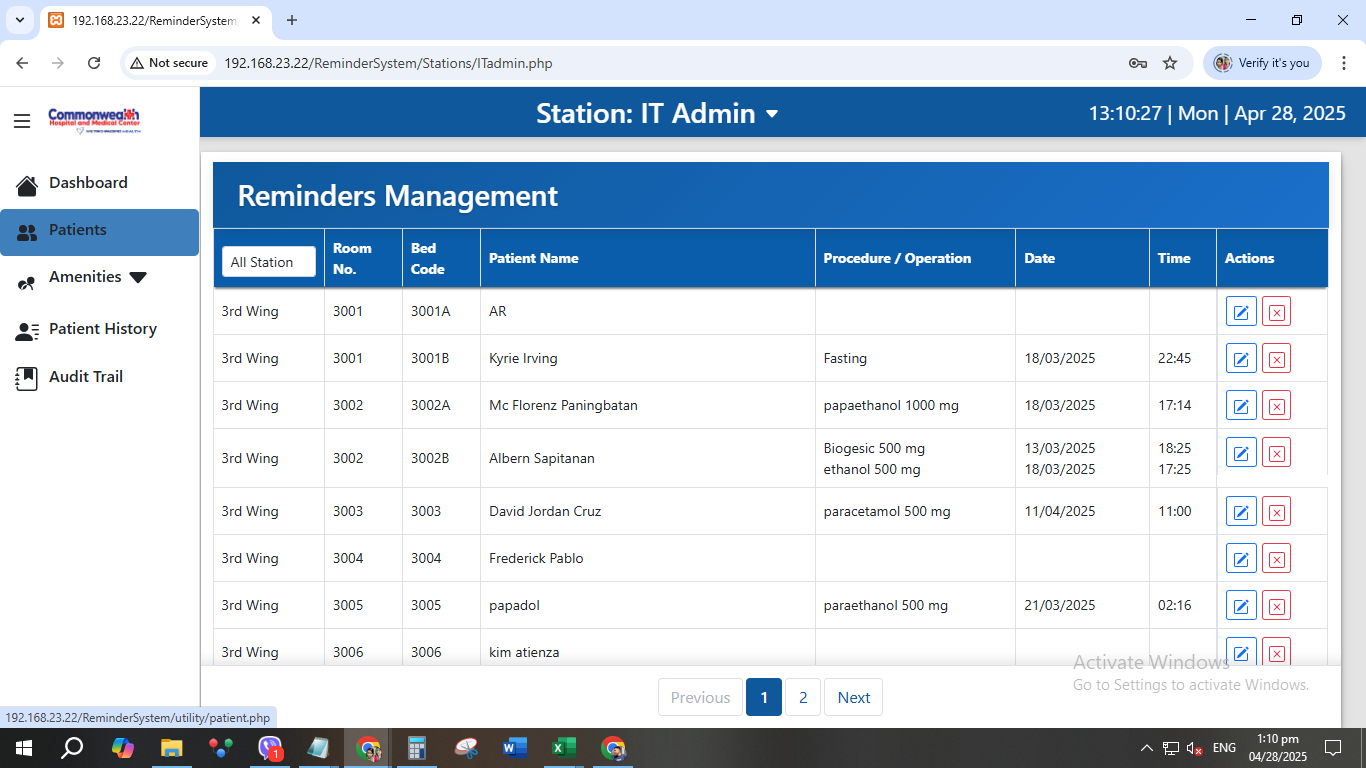 192.168.23.22/ReminderSystem
Not secure
192.168.23.22/ReminderSystem/Stations/ITadmin.php
Verify it's you
Commonwealth
Hospital and Medical Center
Station: IT Admin
13:10:27 | Mon | Apr 28, 2025
Dashboard
Patients
Amenities
Patient History
Audit Trail
Reminders Management
All Station Room No. Bed Code Patient Name Procedure / Operation Date Time Actions
3rd Wing 3001 3001A AR
3rd Wing 3001 3001B Kyrie Irving Fasting 18/03/2025 22:45
3rd Wing 3002 3002A Mc Florenz Paningbatan papaethanol 1000 mg 18/03/2025 17:14
3rd Wing 3002 3002B Albern Sapitanan Biogesic 500 mg 13/03/2025 18:25
ethanol 500 mg 18/03/2025 17:25
3rd Wing 3003 3003 David Jordan Cruz paracetamol 500 mg 11/04/2025 11:00
3rd Wing 3004 3004 Frederick Pablo
3rd Wing 3005 3005 papadol paraethanol 500 mg 21/03/2025 02:16
3rd Wing 3006 3006 kim atienza
Previous 1 2 Next
Activate Windows
Go to Settings to activate Windows.
192.168.23.22/ReminderSystem/utility/patient.php
1
ENG
1:10 pm
04/28/2025